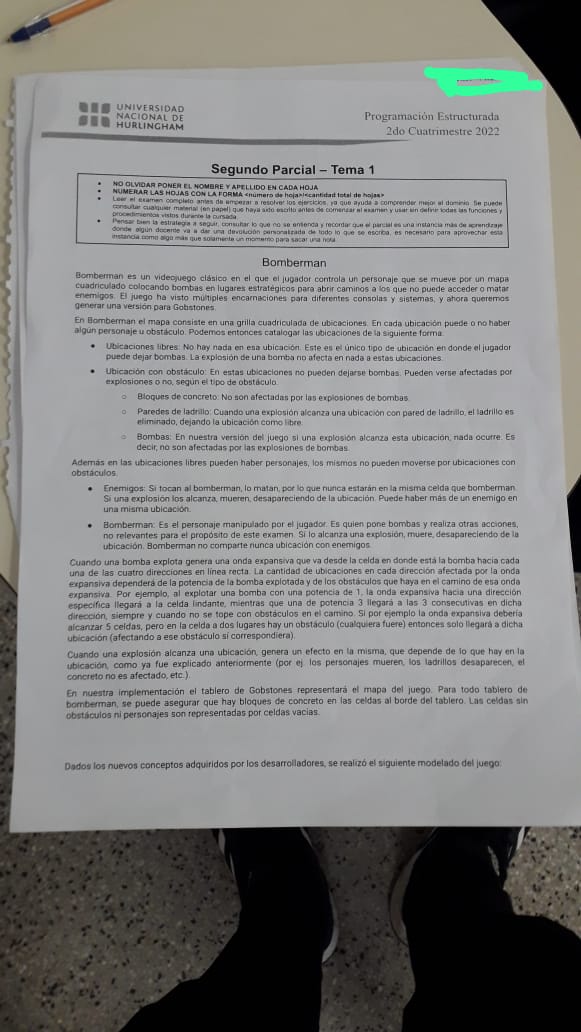 UNIVERSIDAD
NACIONAL DE
HURLINGHAM
Programación Estructurada
2do Cuatrimestre 2022
Segundo Parcial – Tema 1
• NO OLVIDAR PONER EL NOMBRE Y APELLIDO EN CADA HOJA
• NUMERAR LAS HOJAS CON LA FORMA <número de hoja>/<cantidad total de hojas>
• Leer el examen completo antes de empezar a resolver los ejercicios, ya que ayuda a comprender mejor el dominio. Se puede
consultar cualquier material (en papel) que haya sido escrito antes de comenzar el examen y usar sin definir todas las funciones y
procedimientos vistos durante la cursada.
• Pensar bien la estrategia a seguir, consultar lo que no se entienda y recordar que el parcial es una instancia más de aprendizaje
donde algún docente va a dar una devolución personalizada de todo lo que se escriba, es necesario para aprovechar esta
instancia como algo más que solamente un momento para sacar una nota.
Bomberman
Bomberman es un videojuego clásico en el que el jugador controla un personaje que se mueve por un mapa
cuadriculado colocando bombas en lugares estratégicos para abrir caminos a los que no puede acceder o matar
enemigos. El juego ha visto múltiples encarnaciones para diferentes consolas y sistemas, y ahora queremos
generar una versión para Gobstones.
En Bomberman el mapa consiste en una grilla cuadriculada de ubicaciones. En cada ubicación puede o no haber
algún personaje u obstáculo. Podemos entonces catalogar las ubicaciones de la siguiente forma:
• Ubicaciones libres: No hay nada en esa ubicación. Este es el único tipo de ubicación en donde el jugador
puede dejar bombas. La explosión de una bomba no afecta en nada a estas ubicaciones.
• Ubicación con obstáculo: En estas ubicaciones no pueden dejarse bombas. Pueden verse afectadas por
explosiones o no, según el tipo de obstáculo.
○ Bloques de concreto: No son afectados por las explosiones de bombas.
○ Paredes de ladrillo: Cuando una explosión alcanza una ubicación con pared de ladrillo, el ladrillo es
eliminado, dejando la ubicación como libre.
○ Bombas: En nuestra versión del juego si una explosión alcanza esta ubicación, nada ocurre. Es
decir, no son afectadas por las explosiones de bombas.
Además en las ubicaciones libres pueden haber personajes, los mismos no pueden moverse por ubicaciones con
obstáculos.
• Enemigos: Si tocan al bomberman, lo matan, por lo que nunca estarán en la misma celda que bomberman.
Si una explosión los alcanza, mueren, desapareciendo de la ubicación. Puede haber más de un enemigo en
una misma ubicación.
• Bomberman: Es el personaje manipulado por el jugador. Es quien pone bombas y realiza otras acciones,
no relevantes para el propósito de este examen. Si lo alcanza una explosión, muere, desapareciendo de la
ubicación. Bomberman no comparte nunca ubicación con enemigos.
Cuando una bomba explota genera una onda expansiva que va desde la celda en donde está la bomba hacia cada
una de las cuatro direcciones en línea recta. La cantidad de ubicaciones en cada dirección afectada por la onda
expansiva dependerá de la potencia de la bomba explotada y de los obstáculos que haya en el camino de esa onda
expansiva. Por ejemplo, al explotar una bomba con una potencia de 1, la onda expansiva hacia una dirección
específica llegará a la celda lindante, mientras que una de potencia 3 llegará a las 3 consecutivas en dicha
dirección, siempre y cuando no se tope con obstáculos en el camino. Si por ejemplo la onda expansiva debería
alcanzar 5 celdas, pero en la celda a dos lugares hay un obstáculo (cualquiera fuere) entonces solo llegará a dicha
ubicación (afectando a ese obstáculo si correspondiera).
Cuando una explosión alcanza una ubicación, genera un efecto en la misma, que depende de lo que hay en la
ubicación, como ya fue explicado anteriormente (por ej. los personajes mueren, los ladrillos desaparecen, el
concreto no es afectado, etc.).
En nuestra implementación el tablero de Gobstones representará el mapa del juego. Para todo tablero de
bomberman, se puede asegurar que hay bloques de concreto en las celdas al borde del tablero. Las celdas sin
obstáculos ni personajes son representadas por celdas vacías.
Dados los nuevos conceptos adquiridos por los desarrolladores, se realizó el siguiente modelado del juego: